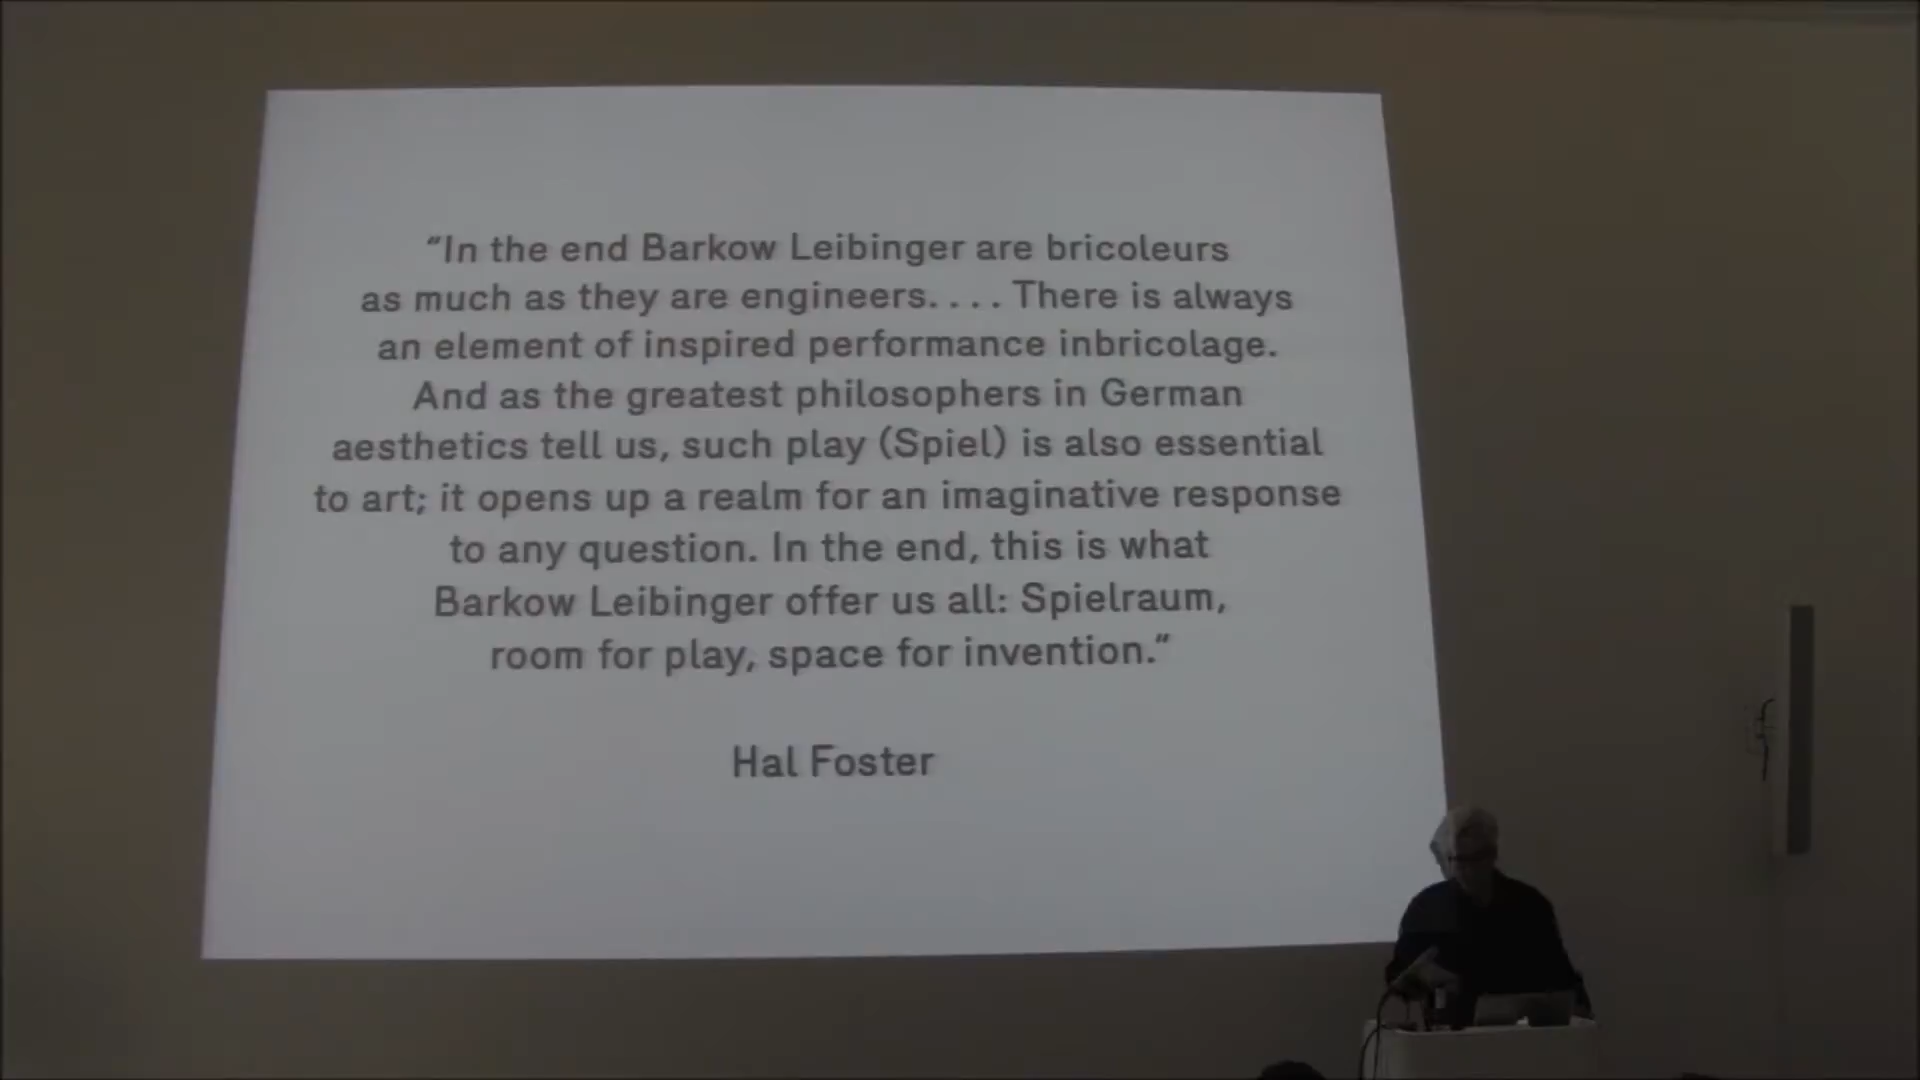 “In the end Barkow Leibinger are bricoleurs
as much as they are engineers. . . . There is always
an element of inspired performance inbricolage.
And as the greatest philosophers in German
aesthetics tell us, such play (Spiel) is also essential
to art; it opens up a realm for an imaginative response
to any question. In the end, this is what
Barkow Leibinger offer us all: Spielraum,
room for play, space for invention.”
Hal Foster